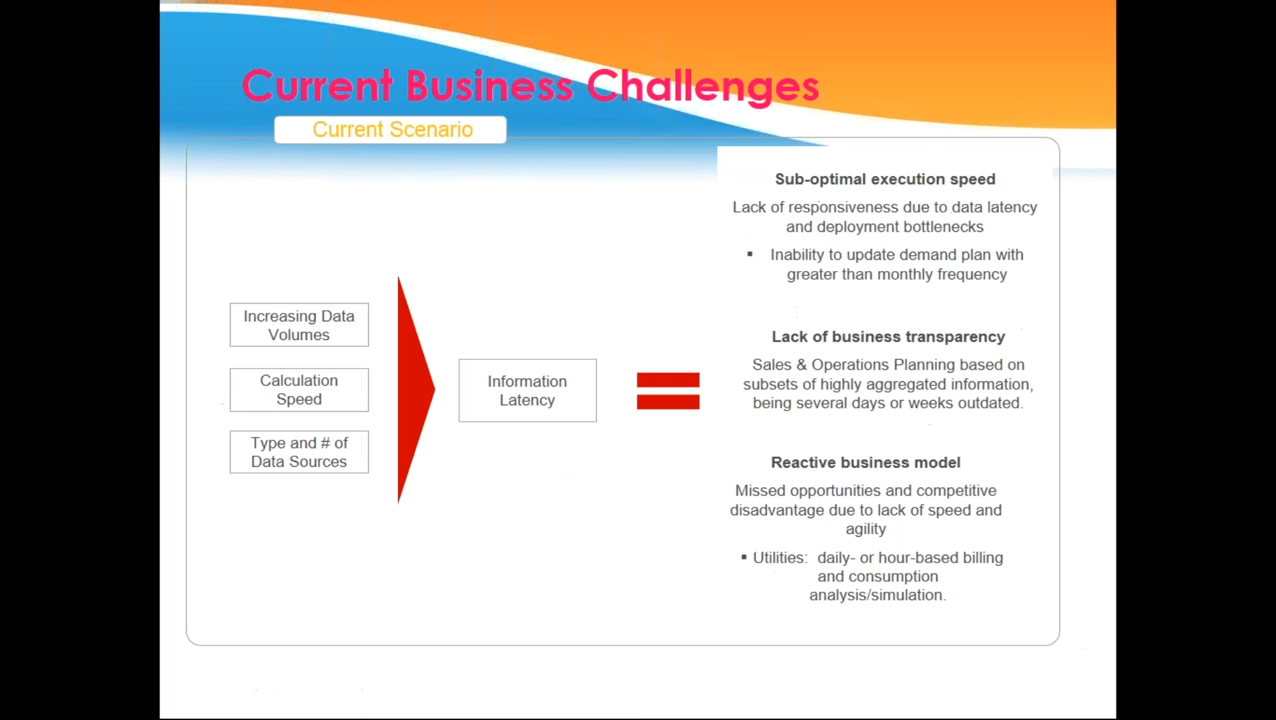 Current Business Challenges
Current Scenario
Increasing Data
Volumes
Calculation
Speed
Type and # of
Data Sources
Information
Latency
Sub-optimal execution speed
Lack of responsiveness due to data latency
and deployment bottlenecks
▪ Inability to update demand plan with
greater than monthly frequency
Lack of business transparency
Sales & Operations Planning based on
subsets of highly aggregated information,
being several days or weeks outdated.
Reactive business model
Missed opportunities and competitive
disadvantage due to lack of speed and
agility
▪ Utilities: daily- or hour-based billing
and consumption
analysis/simulation.